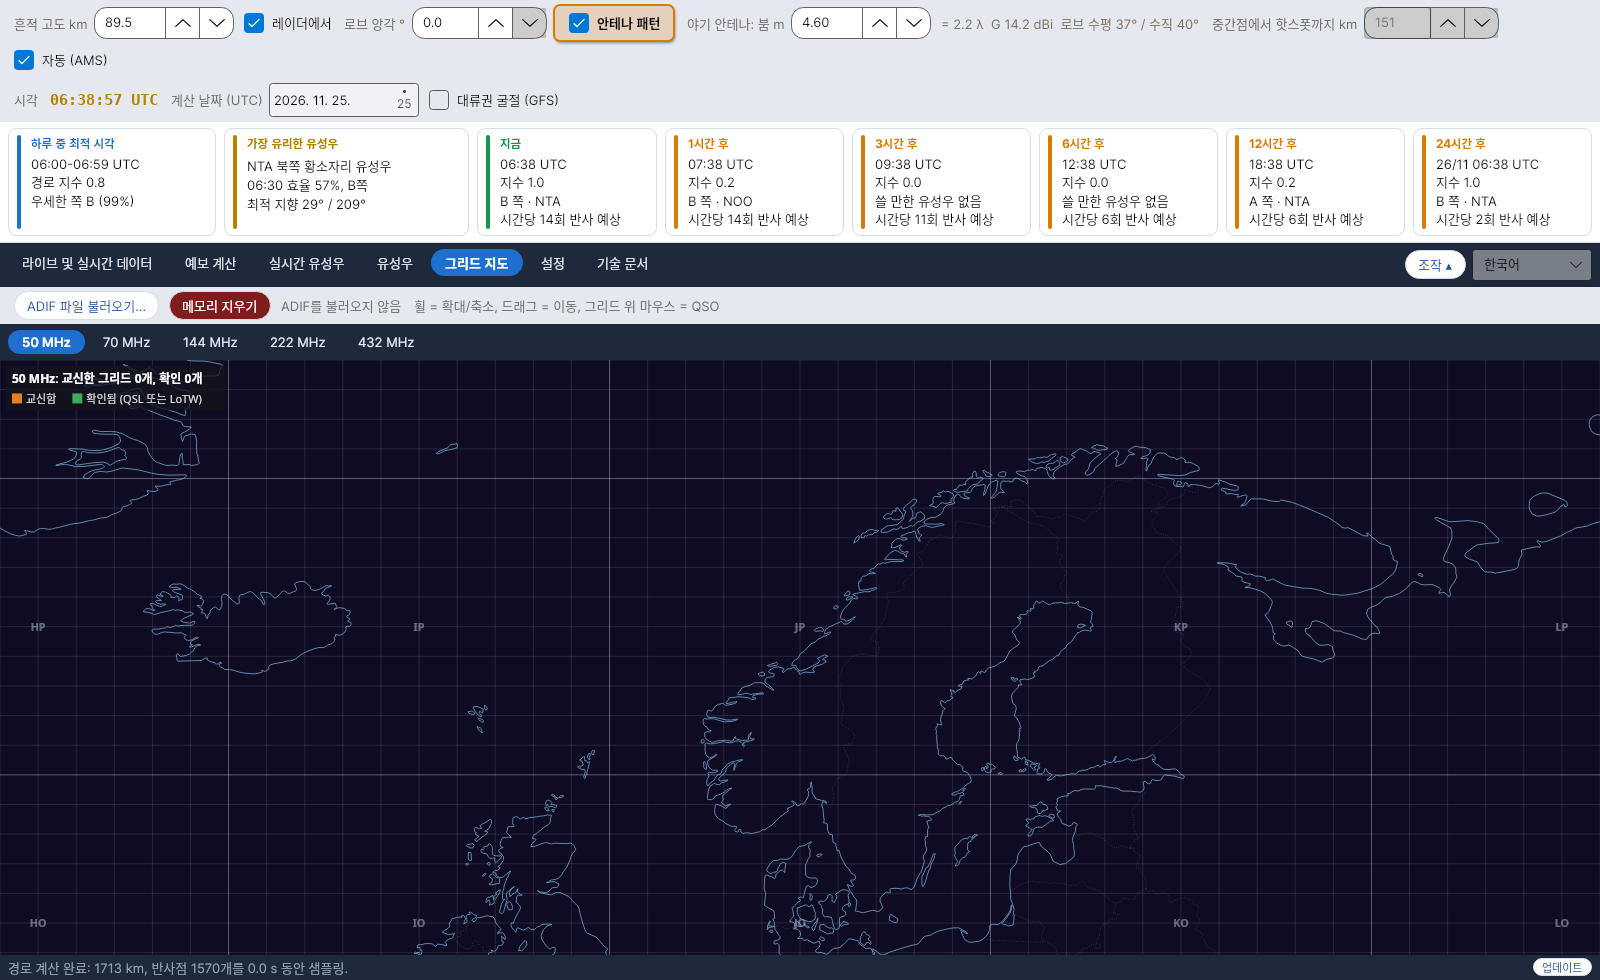 흔적 고도 km 89.5 레이더에서 로브 앙각 ° 0.0 안테나 패턴 야기 안테나: 붐 m 4.60 = 2.2 λ G 14.2 dBi 로브 수평 37° / 수직 40° 중간점에서 핫스폿까지 km 151
자동 (AMS)
시각 06:38:57 UTC 계산 날짜 (UTC) 2026. 11. 25. 25 대류권 굴절 (GFS)
하루 중 최적 시각
06:00-06:59 UTC
경로 지수 0.8
우세한 쪽 B (99%)
가장 유리한 유성우
NTA 북쪽 황소자리 유성우
06:30 효율 57%, B쪽
최적 지향 29° / 209°
지금
06:38 UTC
지수 1.0
B 쪽 · NTA
시간당 14회 반사 예상
1시간 후
07:38 UTC
지수 0.2
B 쪽 · NOO
시간당 14회 반사 예상
3시간 후
09:38 UTC
지수 0.0
쓸 만한 유성우 없음
시간당 11회 반사 예상
6시간 후
12:38 UTC
지수 0.0
쓸 만한 유성우 없음
시간당 6회 반사 예상
12시간 후
18:38 UTC
지수 0.2
A 쪽 · NTA
시간당 6회 반사 예상
24시간 후
26/11 06:38 UTC
지수 1.0
B 쪽 · NTA
시간당 2회 반사 예상
라이브 및 실시간 데이터 예보 계산 실시간 유성우 유성우 그리드 지도 설정 기술 문서 조작 ▴ 한국어
ADIF 파일 불러오기... 메모리 지우기 ADIF를 불러오지 않음 휠 = 확대/축소, 드래그 = 이동, 그리드 위 마우스 = QSO
50 MHz 70 MHz 144 MHz 222 MHz 432 MHz
50 MHz: 교신한 그리드 0개, 확인 0개
교신함 확인됨 (QSL 또는 LoTW)
HP IP JP KP LP
HO IO JO KO LO
경로 계산 완료: 1713 km, 반사점 1570개를 0.0 s 동안 샘플링. 업데이트